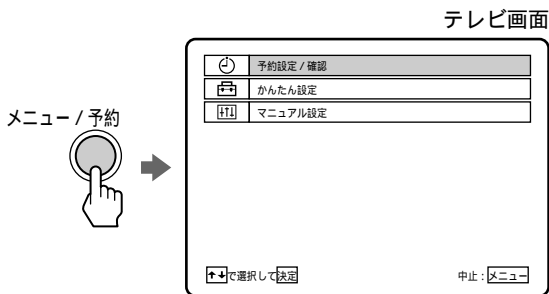 テレビ画面
予約設定 / 確認
かんたん設定
マニュアル設定
メニュー / 予約
↑↓で選択して決定
中止 : メニュー